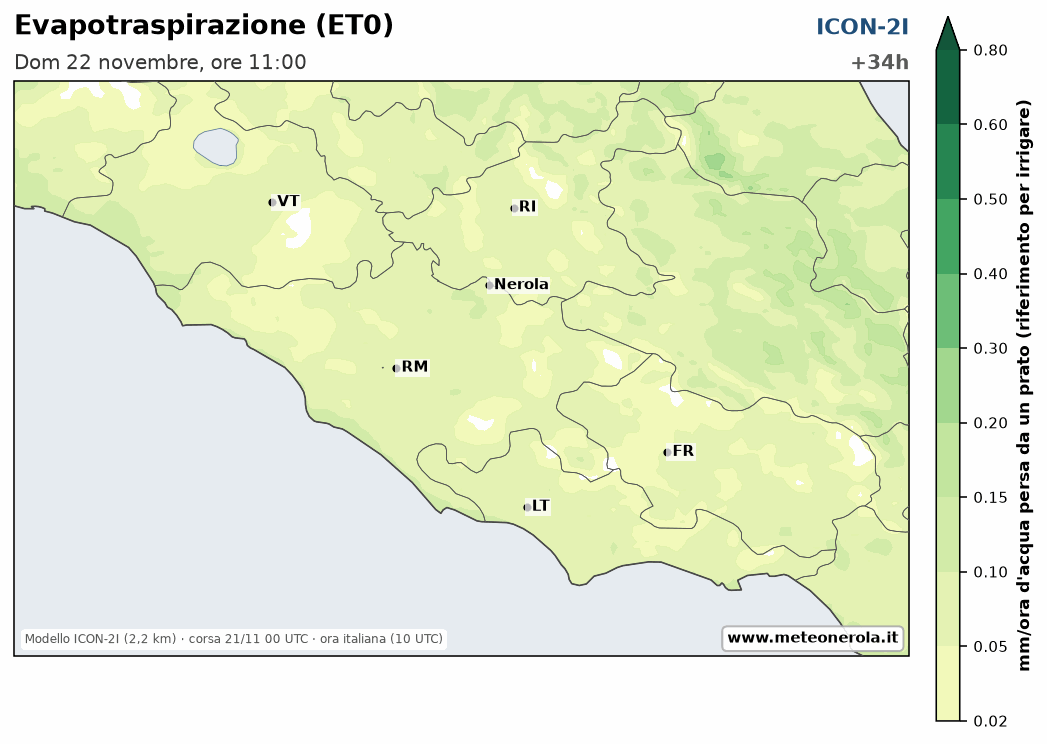 Evapotraspirazione (ET0)
ICON-2I
Dom 22 novembre, ore 11:00
+34h
VT
RI
Nerola
RM
FR
LT
Modello ICON-2I (2,2 km) · corsa 21/11 00 UTC · ora italiana (10 UTC)
www.meteonerola.it
0.80
0.60
0.50
0.40
0.30
0.20
0.15
0.10
0.05
0.02
mm/ora d'acqua persa da un prato (riferimento per irrigare)